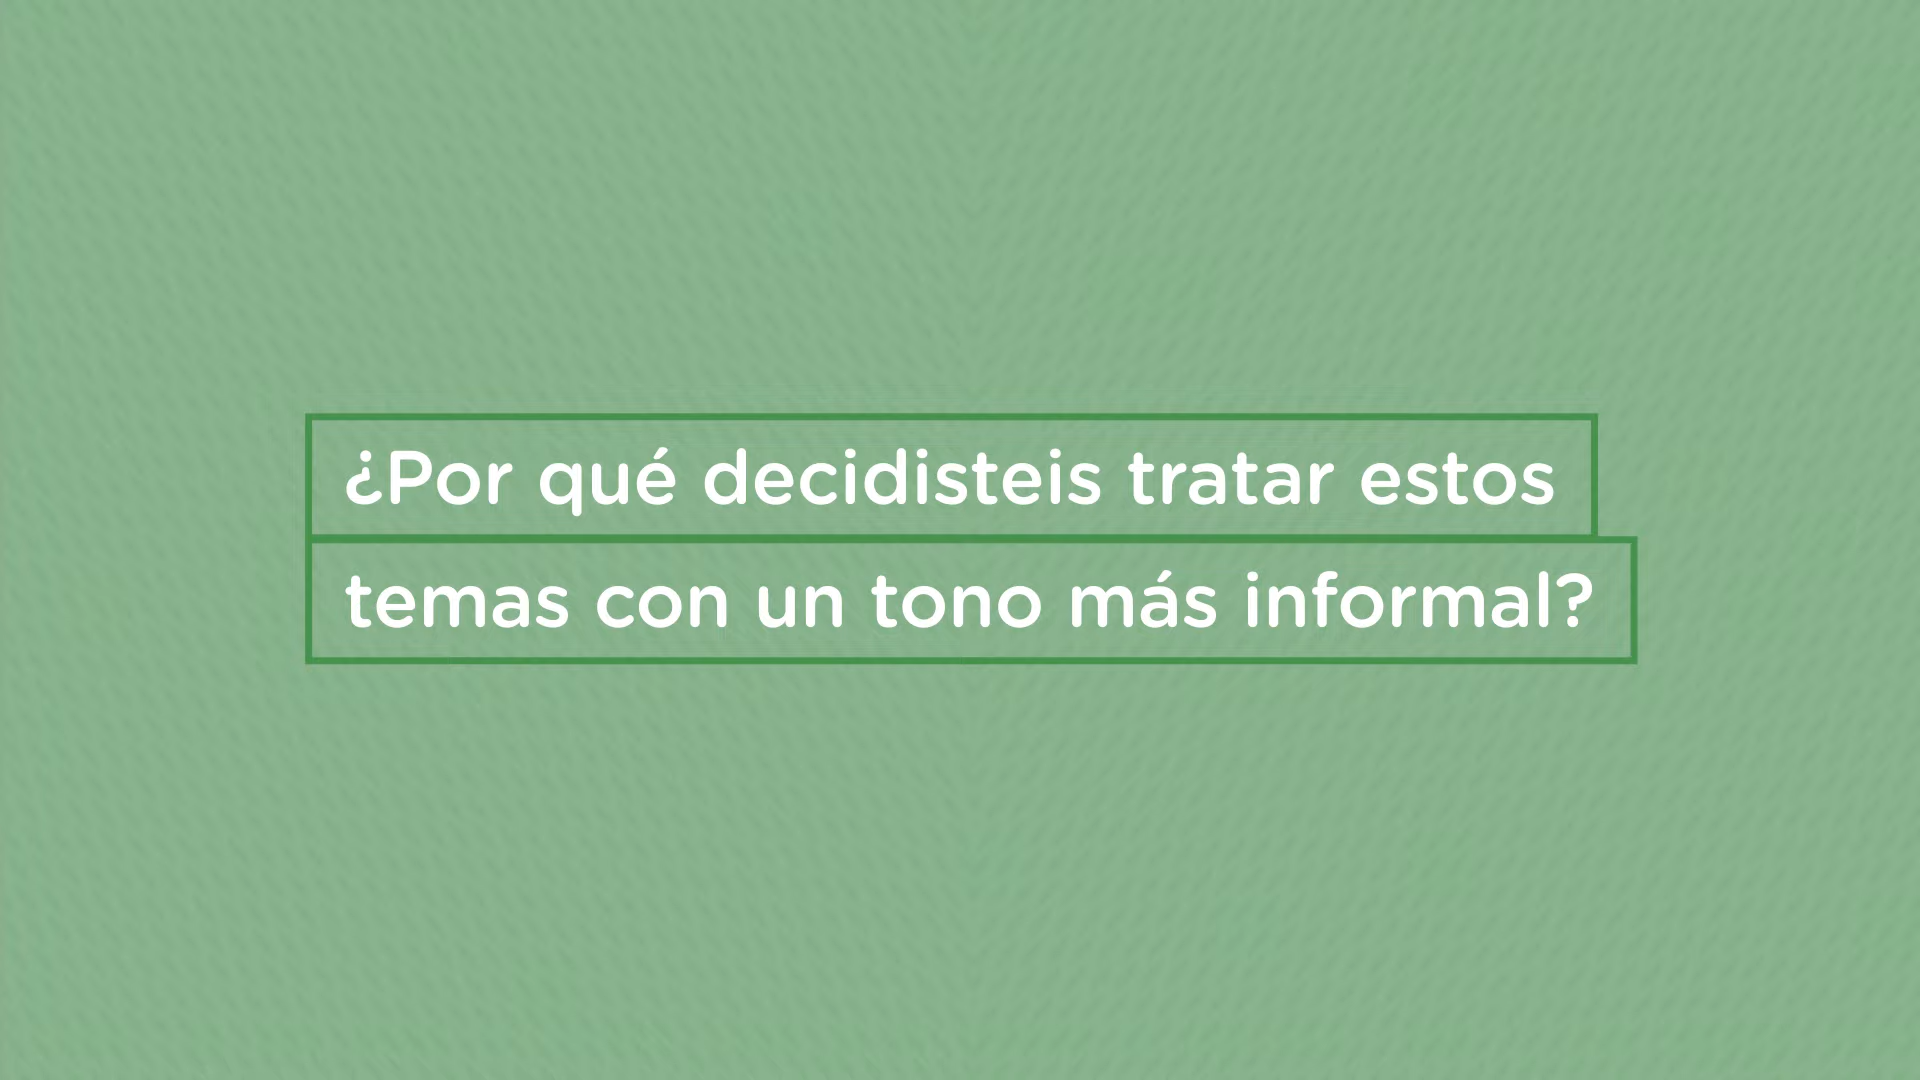 ¿Por qué decidisteis tratar estos
temas con un tono más informal?